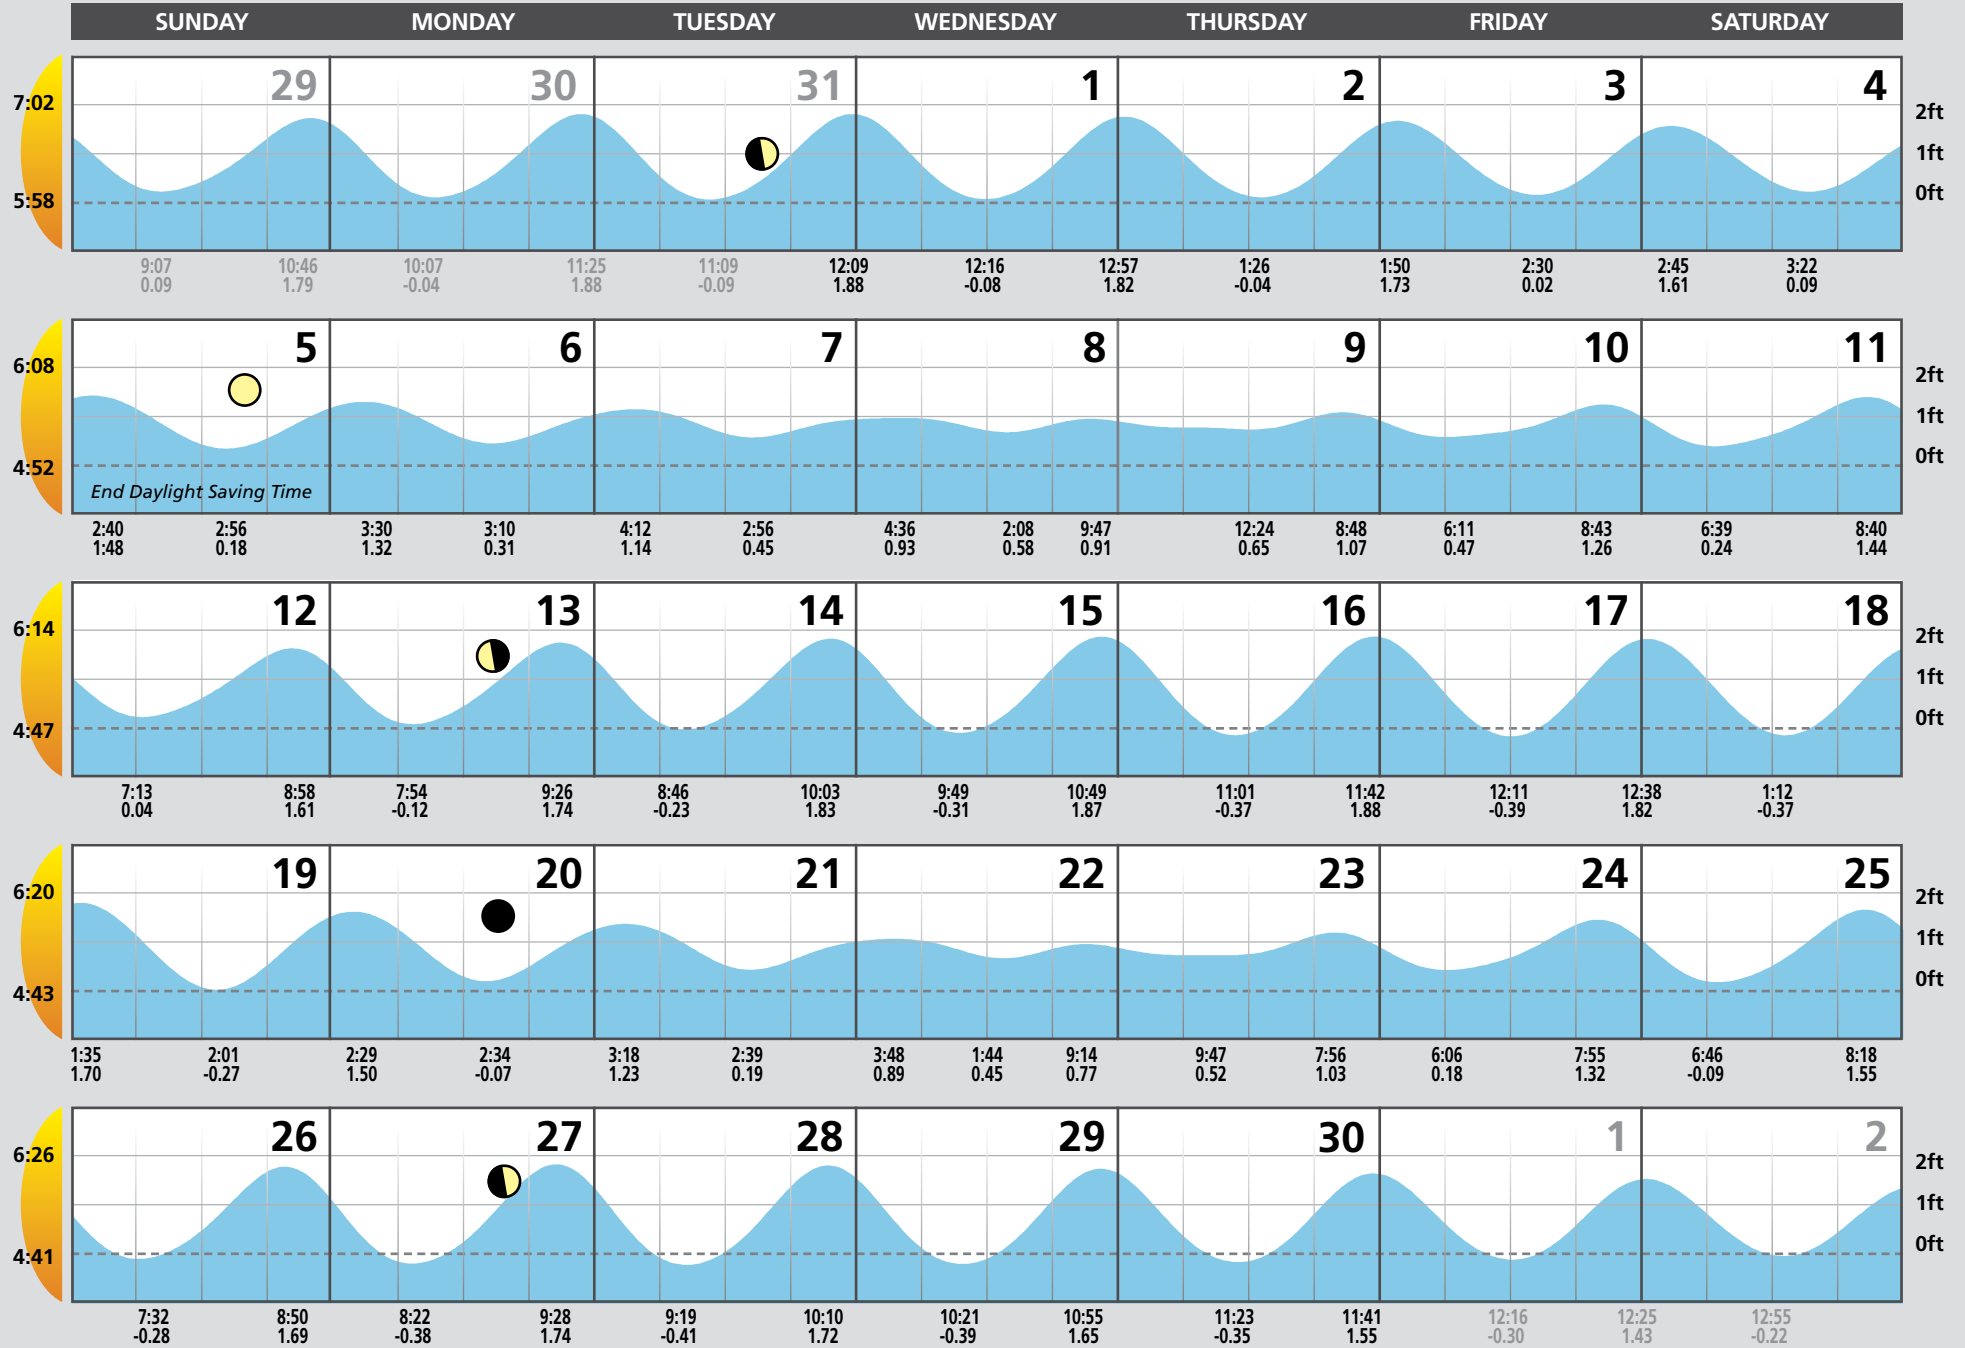 SUNDAY MONDAY TUESDAY WEDNESDAY THURSDAY FRIDAY SATURDAY
29 30 31 1 2 3 4
7:02
2ft
1ft
0ft
5:58
9:07 10:46 10:07 11:25 11:09 12:09 12:16 12:57 1:26 1:50 2:30 2:45 3:22
0.09 1.79 -0.04 1.88 -0.09 1.88 -0.08 1.82 -0.04 1.73 0.02 1.61 0.09
5 6 7 8 9 10 11
6:08
2ft
1ft
0ft
4:52
End Daylight Saving Time
2:40 2:56 3:30 3:10 4:12 2:56 4:36 2:08 9:47 12:24 8:48 6:11 8:43 6:39 8:40
1:48 0.18 1.32 0.31 1.14 0.45 0.93 0.58 0.91 0.65 1.07 0.47 1.26 0.24 1.44
12 13 14 15 16 17 18
6:14
2ft
1ft
0ft
4:47
7:13 8:58 7:54 9:26 8:46 10:03 9:49 10:49 11:01 11:42 12:11 12:38 1:12
0.04 1.61 -0.12 1.74 -0.23 1.83 -0.31 1.87 -0.37 1.88 -0.39 1.82 -0.37
19 20 21 22 23 24 25
6:20
2ft
1ft
0ft
4:43
1:35 2:01 2:29 2:34 3:18 2:39 3:48 1:44 9:14 9:47 7:56 6:06 7:55 6:46 8:18
1.70 -0.27 1.50 -0.07 1.23 0.19 0.89 0.45 0.77 0.52 1.03 0.18 1.32 -0.09 1.55
26 27 28 29 30 1 2
6:26
2ft
1ft
0ft
4:41
7:32 8:50 8:22 9:28 9:19 10:10 10:21 10:55 11:23 11:41 12:16 12:25 12:55
-0.28 1.69 -0.38 1.74 -0.41 1.72 -0.39 1.65 -0.35 1.55 -0.30 1.43 -0.22